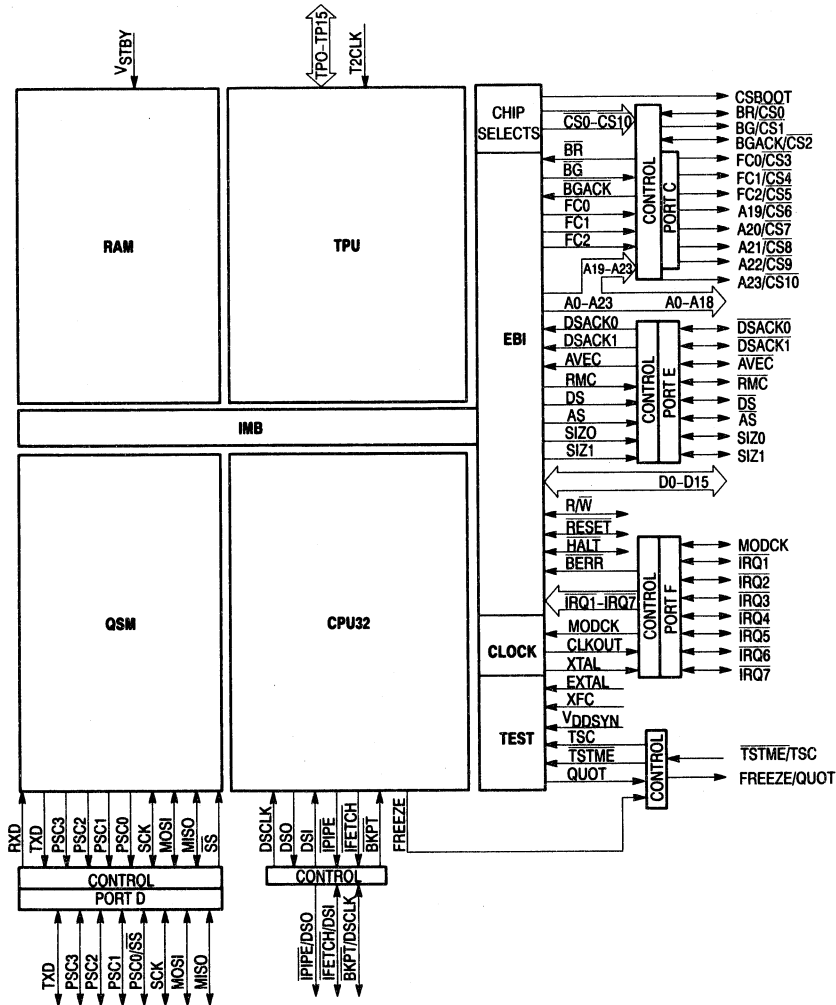 VSTBY
TPO–TP15
T2CLK
RAM
TPU
CHIP
SELECTS
CS0–CS10
BR
BG
BGACK
FC0
FC1
FC2
A19–A23
A0–A23
A0–A18
CONTROL
PORT C
CSBOOT
BR/CS0
BG/CS1
BGACK/CS2
FC0/CS3
FC1/CS4
FC2/CS5
A19/CS6
A20/CS7
A21/CS8
A22/CS9
A23/CS10
EBI
DSACK0
DSACK1
AVEC
RMC
DS
AS
SIZO
SIZ1
CONTROL
PORT E
DSACK0
DSACK1
AVEC
RMC
DS
AS
SIZ0
SIZ1
D0–D15
IMB
QSM
CPU32
R/W
RESET
HALT
BERR
IRQ1–IRQ7
CONTROL
PORT F
MODCK
IRQ1
IRQ2
IRQ3
IRQ4
IRQ5
IRQ6
IRQ7
CLOCK
MODCK
CLKOUT
XTAL
EXTAL
XFC
VDDSYN
TEST
TSC
TSTME
QUOT
CONTROL
TSTME/TSC
FREEZE/QUOT
RXD
TXD
PSC3
PSC2
PSC1
PSC0
SCK
MOSI
MISO
SS
CONTROL
PORT D
TXD
PSC3
PSC2
PSC1
PSC0/SS
SCK
MOSI
MISO
DSCLK
DSO
DSI
IPIPE
IFETCH
BKPT
FREEZE
CONTROL
IPIPE/DSO
IFETCH/DSI
BKPT/DSCLK